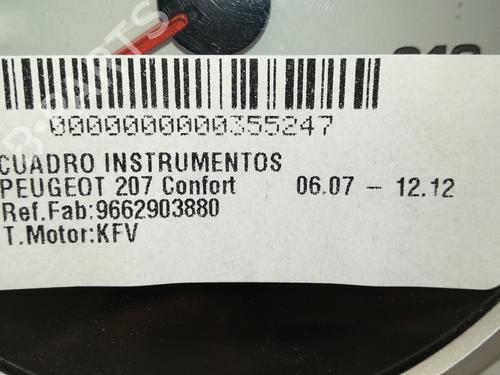 0000000000355247
CUADRO INSTRUMENTOS
PEUGEOT 207 Confort 06.07 - 12.12
Ref.Fab:9662903880
T.Motor:KFV